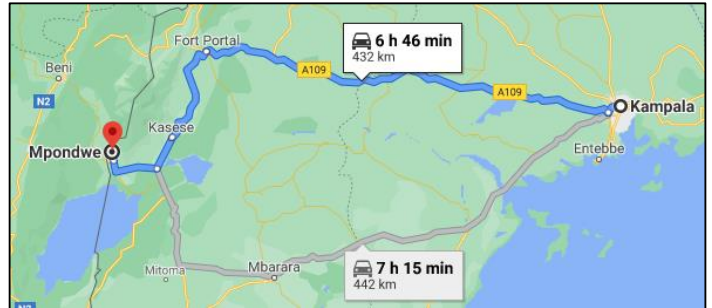 6 h 46 min
432 km
Fort Portal
Beni
A109
A109
N2
Kampala
Kasese
Mpondwe
Entebbe
7 h 15 min
442 km
Mbarara
Mitoma
N2